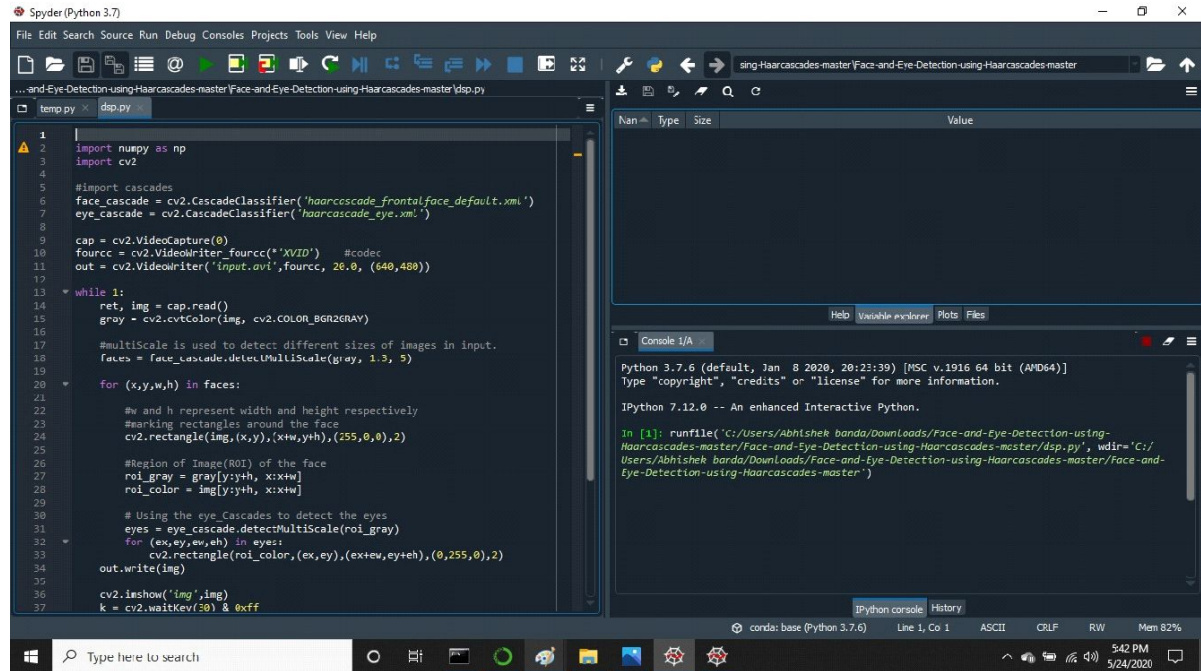 Spyder (Python 3.7)
File Edit Search Source Run Debug Consoles Projects Tools View Help
sing-Haarcascades-master\Face-and-Eye-Detection-using-Haarcascades-master
...-and-Eye-Detection-using-Haarcascades-master\Face-and-Eye-Detection-using-Haarcascades-master\dsp.py
temp.py dsp.py
1
2 import numpy as np
3 import cv2
4
5 #import cascades
6 face_cascade = cv2.CascadeClassifier('haarcascade_frontalface_default.xml')
7 eye_cascade = cv2.CascadeClassifier('haarcascade_eye.xml')
8
9 cap = cv2.VideoCapture(0)
10 fourcc = cv2.VideoWriter_fourcc(*'XVID') #codec
11 out = cv2.VideoWriter('input.avi',fourcc, 20.0, (640,480))
12
13 while 1:
14 ret, img = cap.read()
15 gray = cv2.cvtColor(img, cv2.COLOR_BGR2GRAY)
16
17 #multiScale is used to detect different sizes of images in input.
18 faces = face_cascade.detectMultiScale(gray, 1.3, 5)
19
20 for (x,y,w,h) in faces:
21
22 #w and h represent width and height respectively
23 #marking rectangles around the face
24 cv2.rectangle(img,(x,y),(x+w,y+h),(255,0,0),2)
25
26 #Region of Image(ROI) of the face
27 roi_gray = gray[y:y+h, x:x+w]
28 roi_color = img[y:y+h, x:x+w]
29
30 # Using the eye_Cascades to detect the eyes
31 eyes = eye_cascade.detectMultiScale(roi_gray)
32 for (ex,ey,ew,eh) in eyes:
33 cv2.rectangle(roi_color,(ex,ey),(ex+ew,ey+eh),(0,255,0),2)
34 out.write(img)
35
36 cv2.imshow('img',img)
37 k = cv2.waitKey(30) & 0xff
Nan Type Size Value
Help Variable explorer Plots Files
Console 1/A
Python 3.7.6 (default, Jan 8 2020, 20:23:39) [MSC v.1916 64 bit (AMD64)]
Type "copyright", "credits" or "license" for more information.
IPython 7.12.0 -- An enhanced Interactive Python.
In [1]: runfile('C:/Users/Abhishek banda/Downloads/Face-and-Eye-Detection-using-
Haarcascades-master/Face-and-Eye-Detection-using-Haarcascades-master/dsp.py', wdir='C:/
Users/Abhishek banda/Downloads/Face-and-Eye-Detection-using-Haarcascades-master/Face-and-
Eye-Detection-using-Haarcascades-master')
IPython console History
conda: base (Python 3.7.6) Line 1, Col 1 ASCII CRLF RW Mem 82%
Type here to search
5:42 PM
5/24/2020